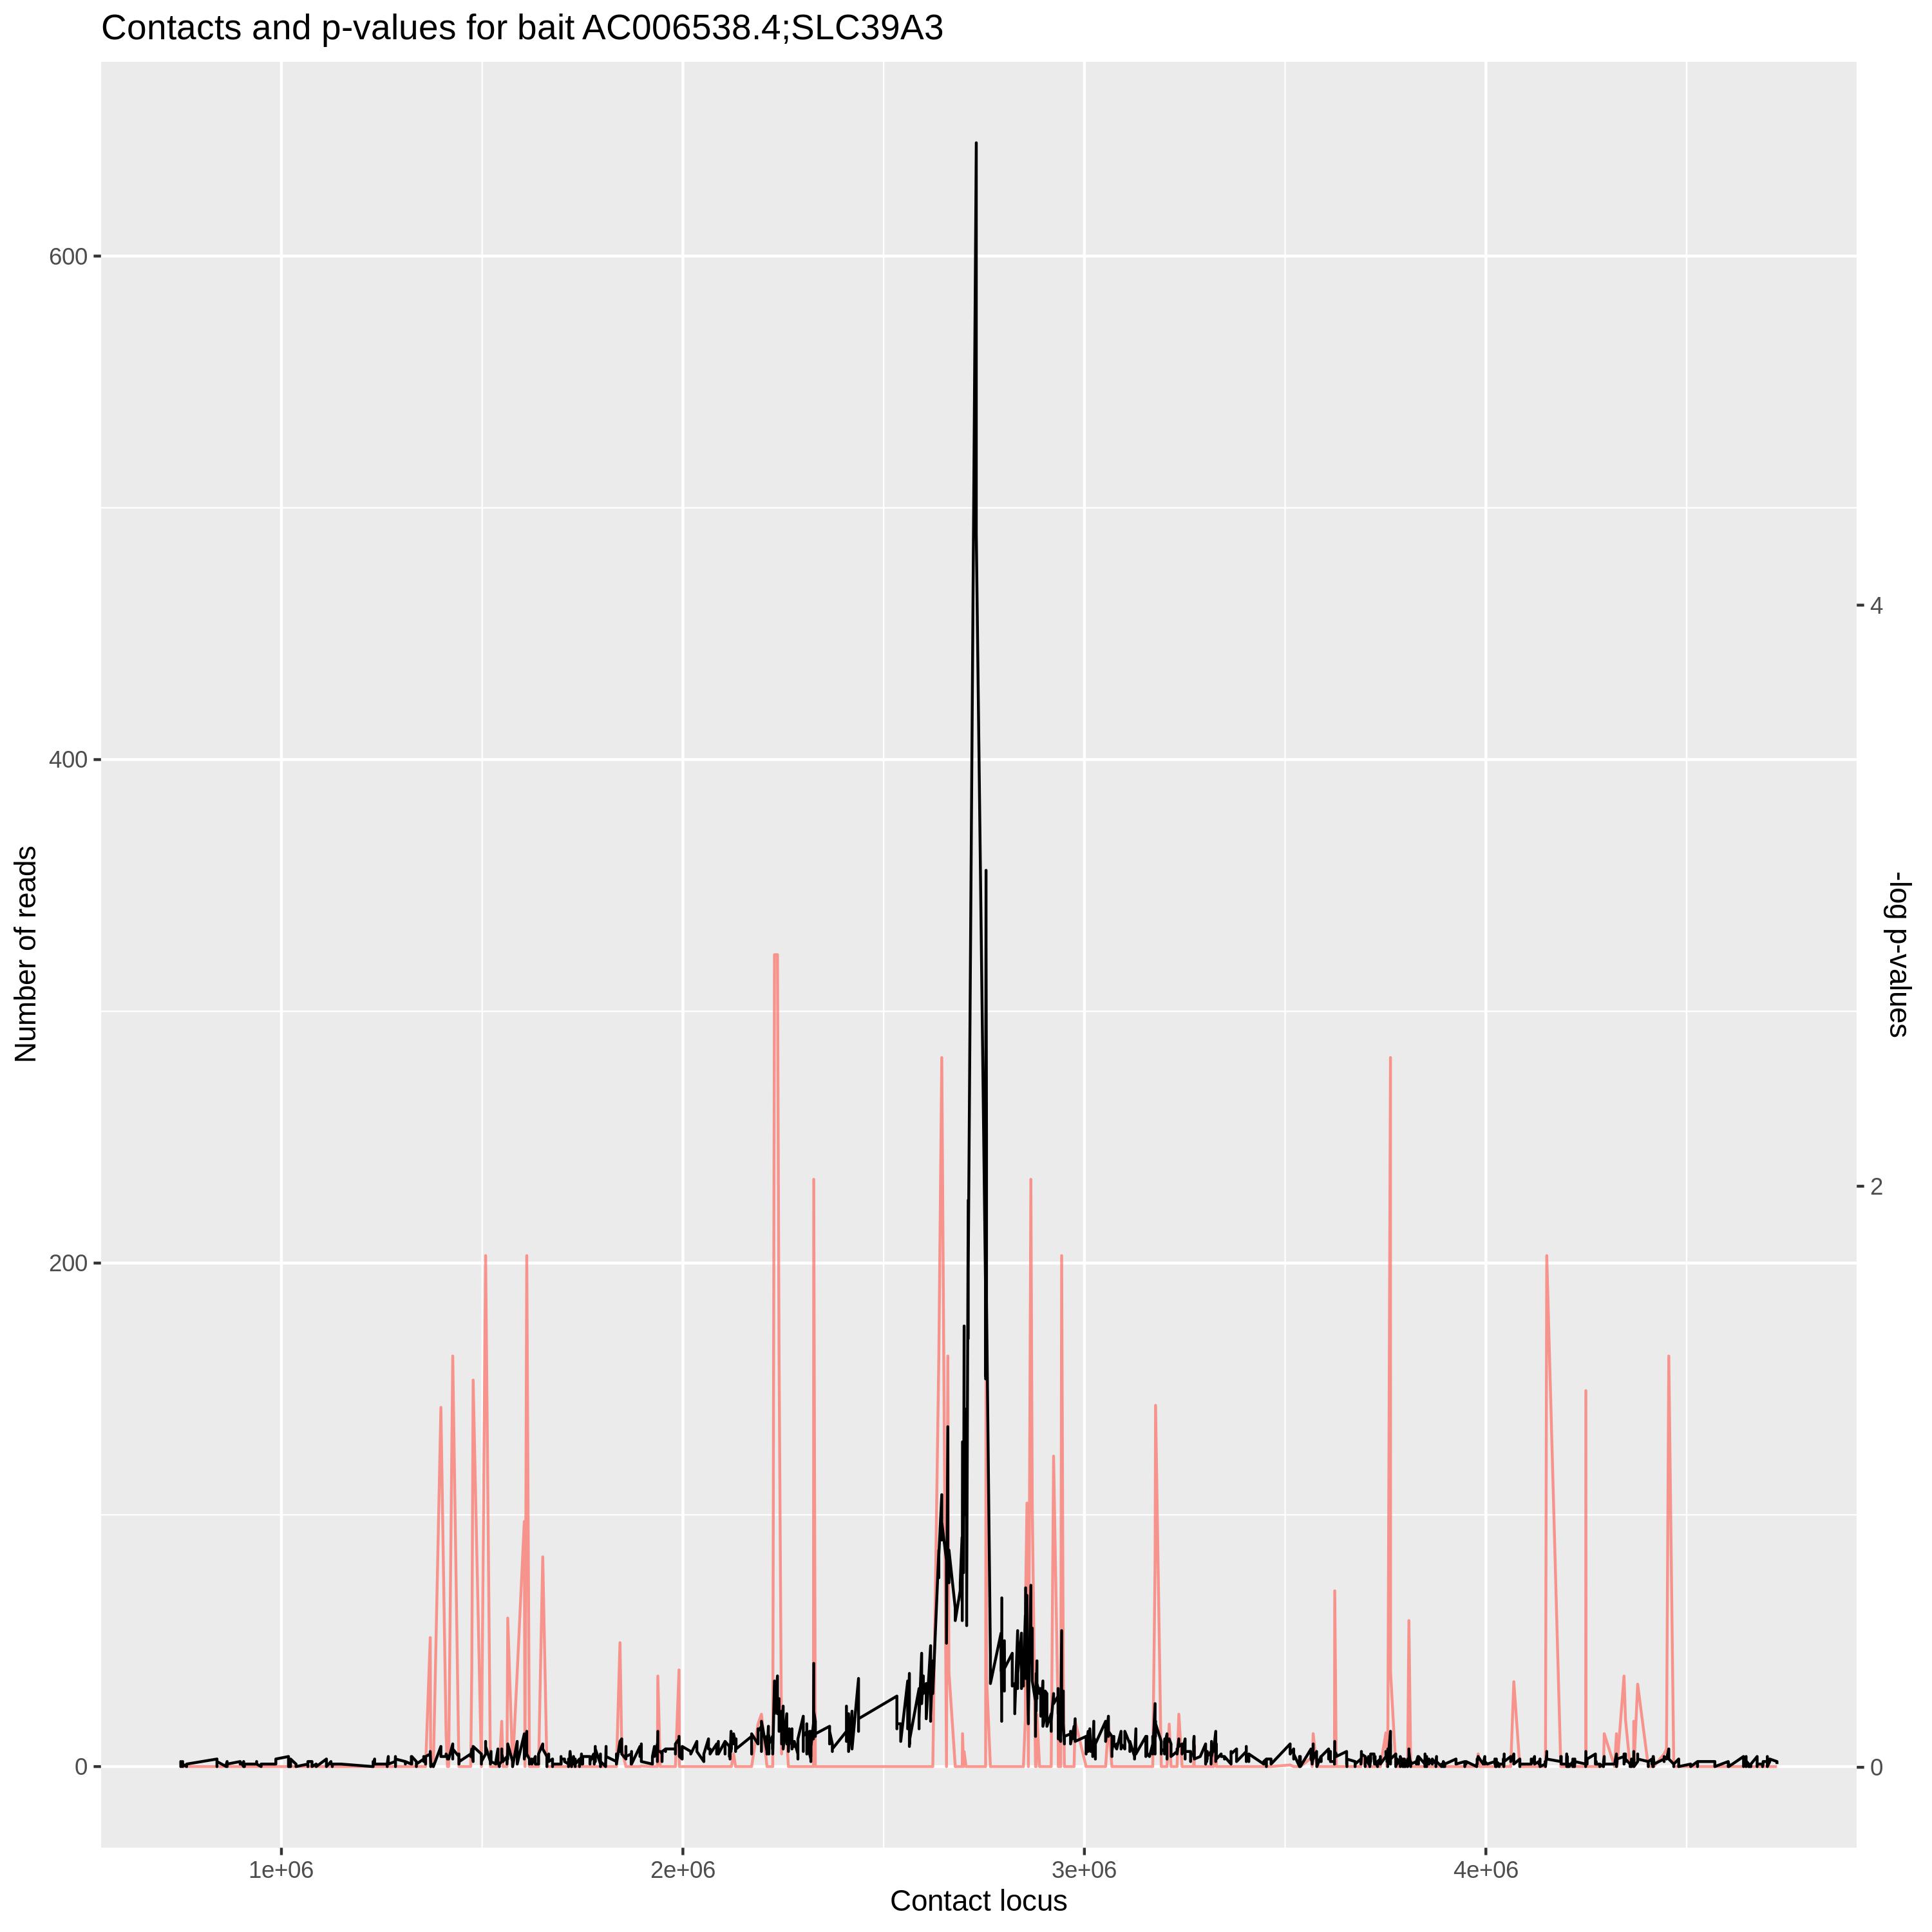 Contacts and p-values for bait AC006538.4;SLC39A3
Number of reads
600
400
200
0
4
2
0
-log p-values
1e+06
2e+06
3e+06
4e+06
Contact locus